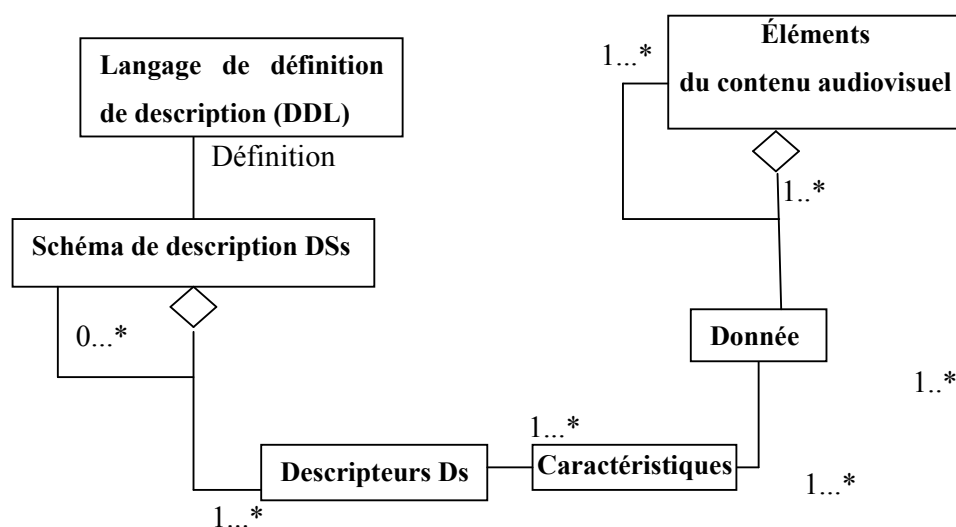 Langage de définition
de description (DDL)
Définition
Schéma de description DSs
0...*
1...*
Descripteurs Ds
1...*
Caractéristiques
1...*
Éléments
du contenu audiovisuel
1..*
Donnée
1..*
1...*